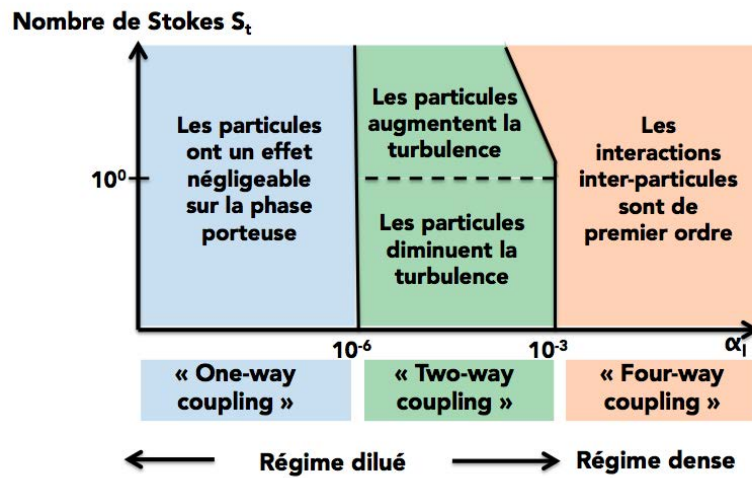 Nombre de Stokes St
Les particules
ont un effet
négligeable
sur la phase
porteuse
Les particules
augmentent la
turbulence
Les
interactions
inter-particules
sont de
premier ordre
10⁰
Les particules
diminuent la
turbulence
10⁻⁶
10⁻³
αl
« One-way
coupling »
« Two-way
coupling »
« Four-way
coupling »
Régime dilué
Régime dense